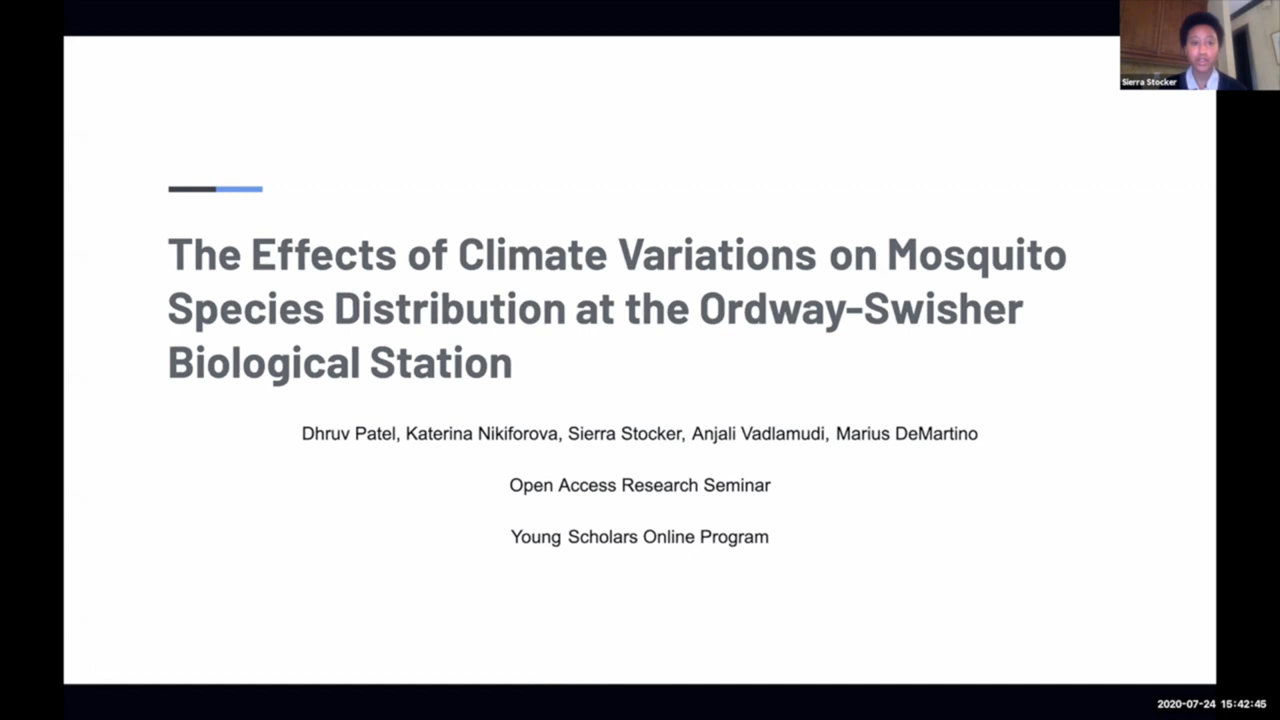 Sierra Stocker
The Effects of Climate Variations on Mosquito
Species Distribution at the Ordway-Swisher
Biological Station
Dhruv Patel, Katerina Nikiforova, Sierra Stocker, Anjali Vadlamudi, Marius DeMartino
Open Access Research Seminar
Young Scholars Online Program
2020-07-24 15:42:45